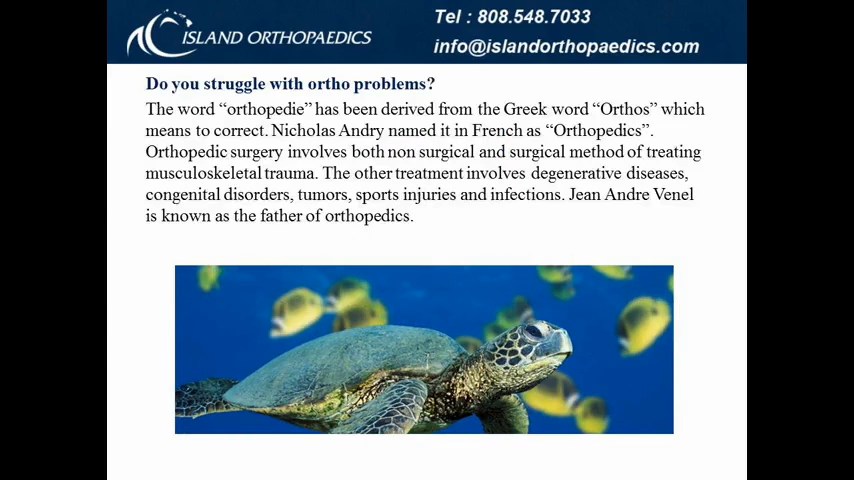 ISLAND ORTHOPAEDICS
Tel : 808.548.7033
info@islandorthopaedics.com
Do you struggle with ortho problems?
The word “orthopedie” has been derived from the Greek word “Orthos” which
means to correct. Nicholas Andry named it in French as “Orthopedics”.
Orthopedic surgery involves both non surgical and surgical method of treating
musculoskeletal trauma. The other treatment involves degenerative diseases,
congenital disorders, tumors, sports injuries and infections. Jean Andre Venel
is known as the father of orthopedics.